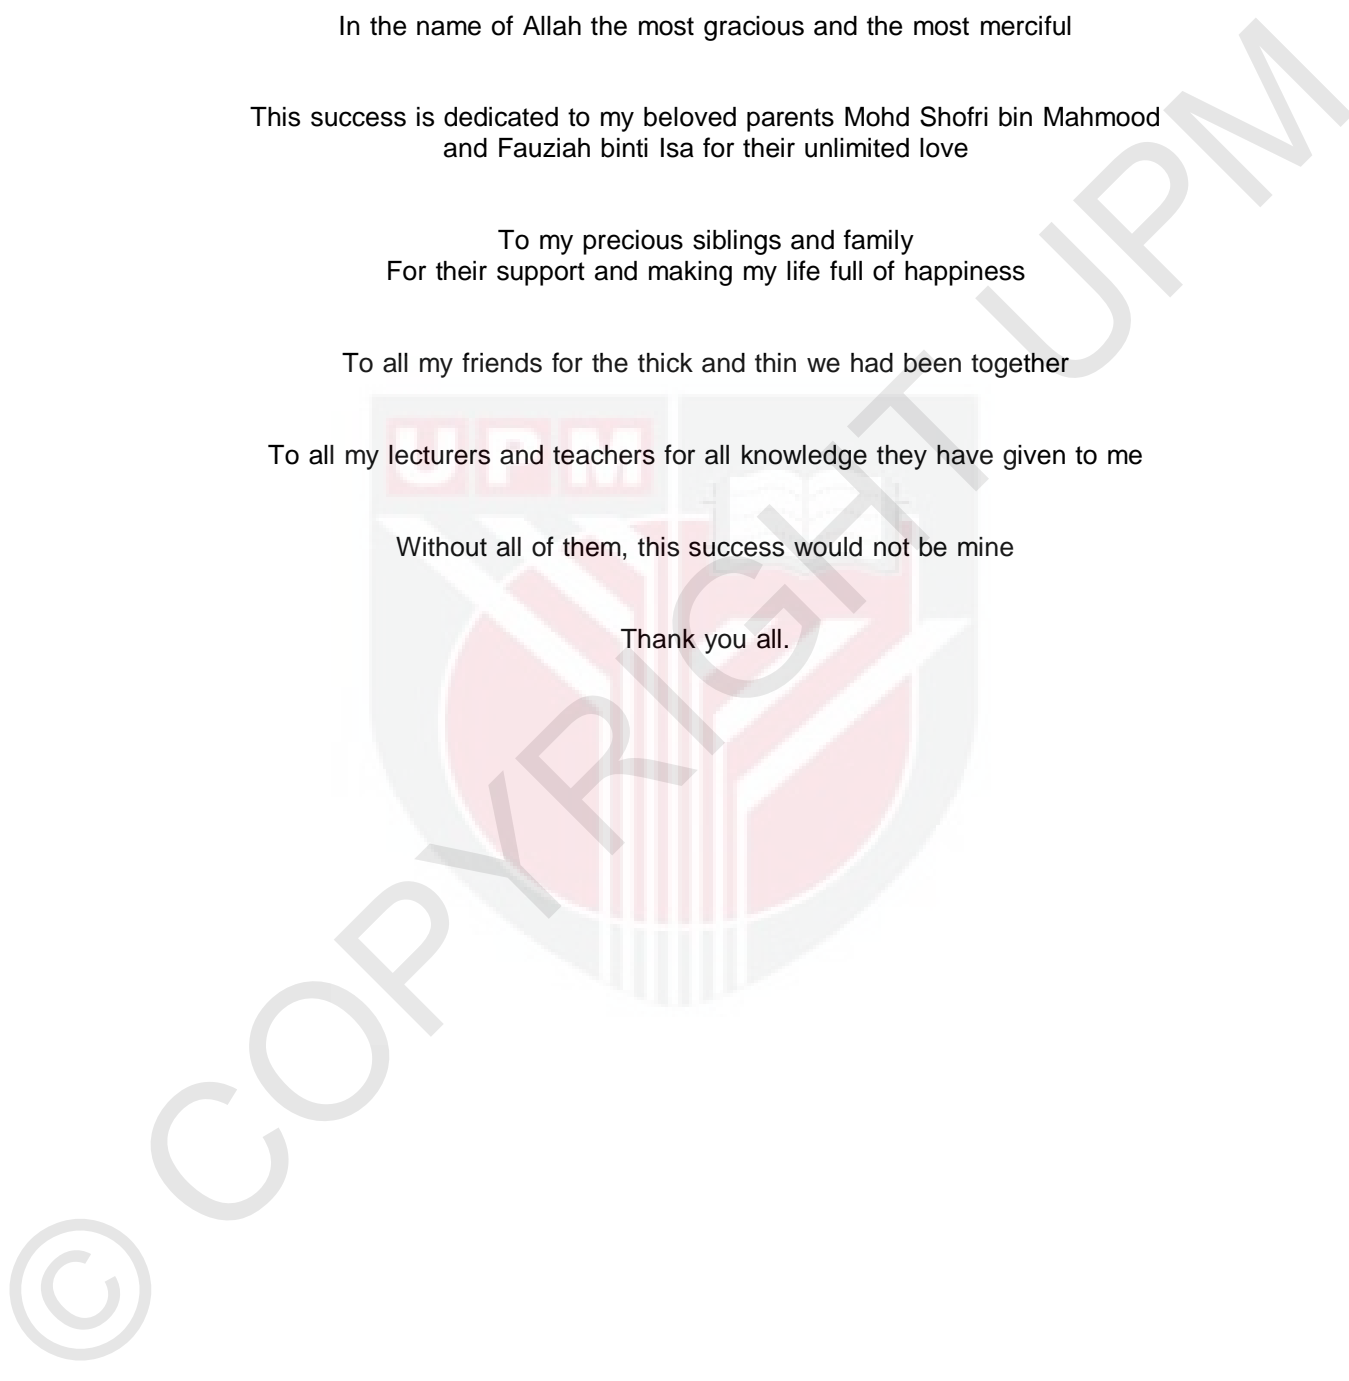 In the name of Allah the most gracious and the most merciful
This success is dedicated to my beloved parents Mohd Shofri bin Mahmood
and Fauziah binti Isa for their unlimited love
To my precious siblings and family
For their support and making my life full of happiness
To all my friends for the thick and thin we had been together
To all my lecturers and teachers for all knowledge they have given to me
Without all of them, this success would not be mine
Thank you all.
UPM
© COPYRIGHT UPM